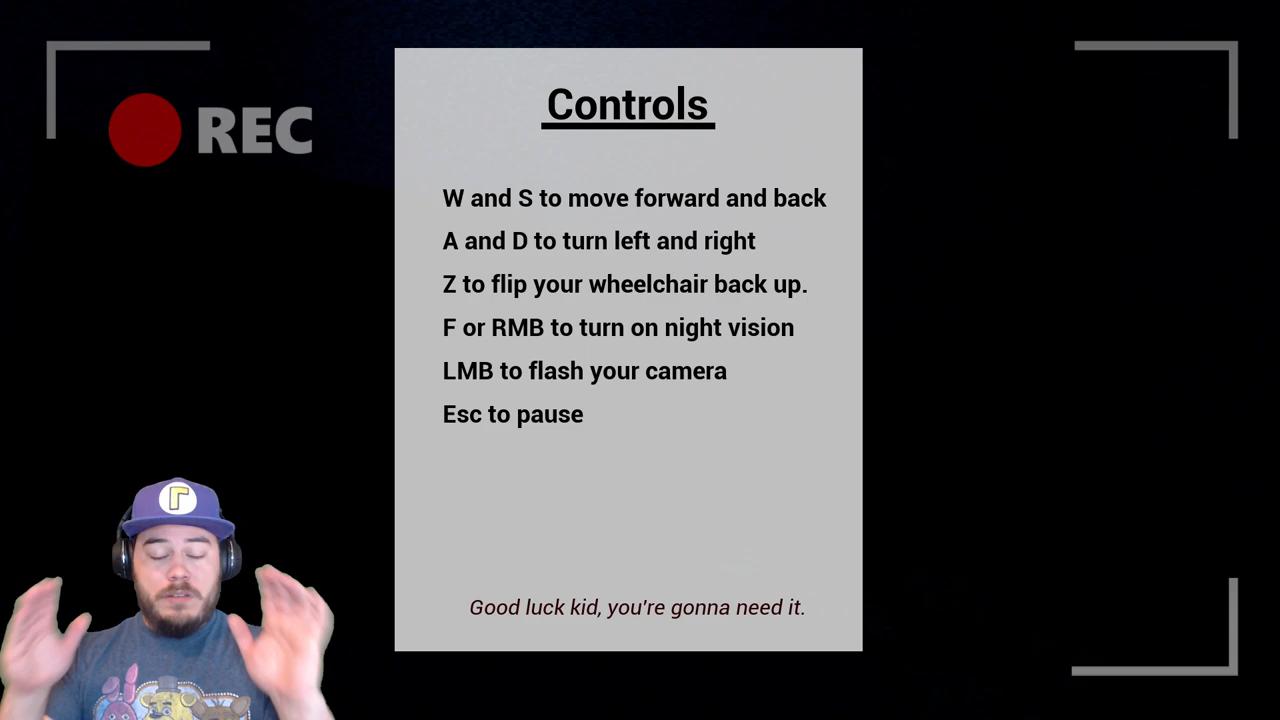 REC
Controls
W and S to move forward and back
A and D to turn left and right
Z to flip your wheelchair back up.
F or RMB to turn on night vision
LMB to flash your camera
Esc to pause
Good luck kid, you're gonna need it.